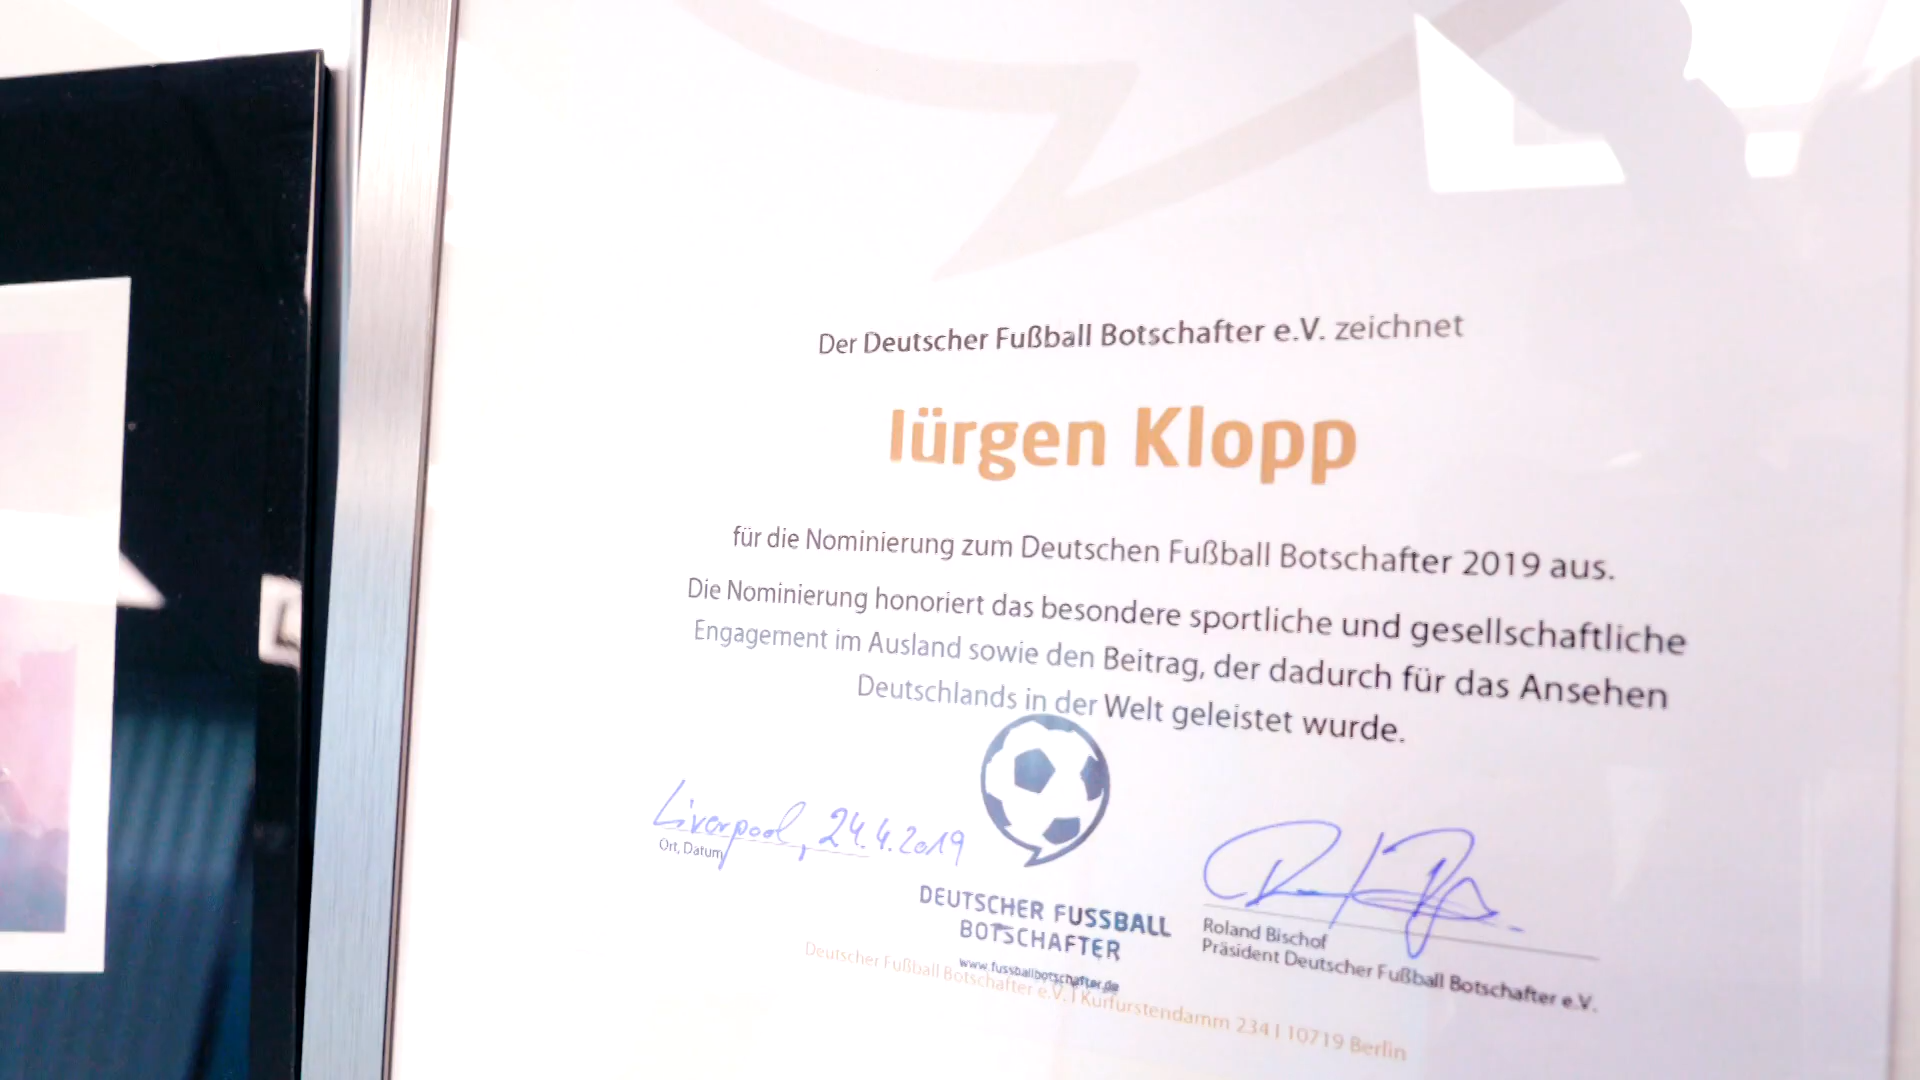 Der Deutscher Fußball Botschafter e.V. zeichnet
Jürgen Klopp
für die Nominierung zum Deutschen Fußball Botschafter 2019 aus.
Die Nominierung honoriert das besondere sportliche und gesellschaftliche
Engagement im Ausland sowie den Beitrag, der dadurch für das Ansehen
Deutschlands in der Welt geleistet wurde.
Liverpool, 24.4.2019
Ort, Datum
DEUTSCHER FUSSBALL
BOTSCHAFTER
www.fussballbotschafter.de
Roland Bischof
Präsident Deutscher Fußball Botschafter e.V.
Deutscher Fußball Botschafter e.V. | Kurfürstendamm 234 | 10719 Berlin